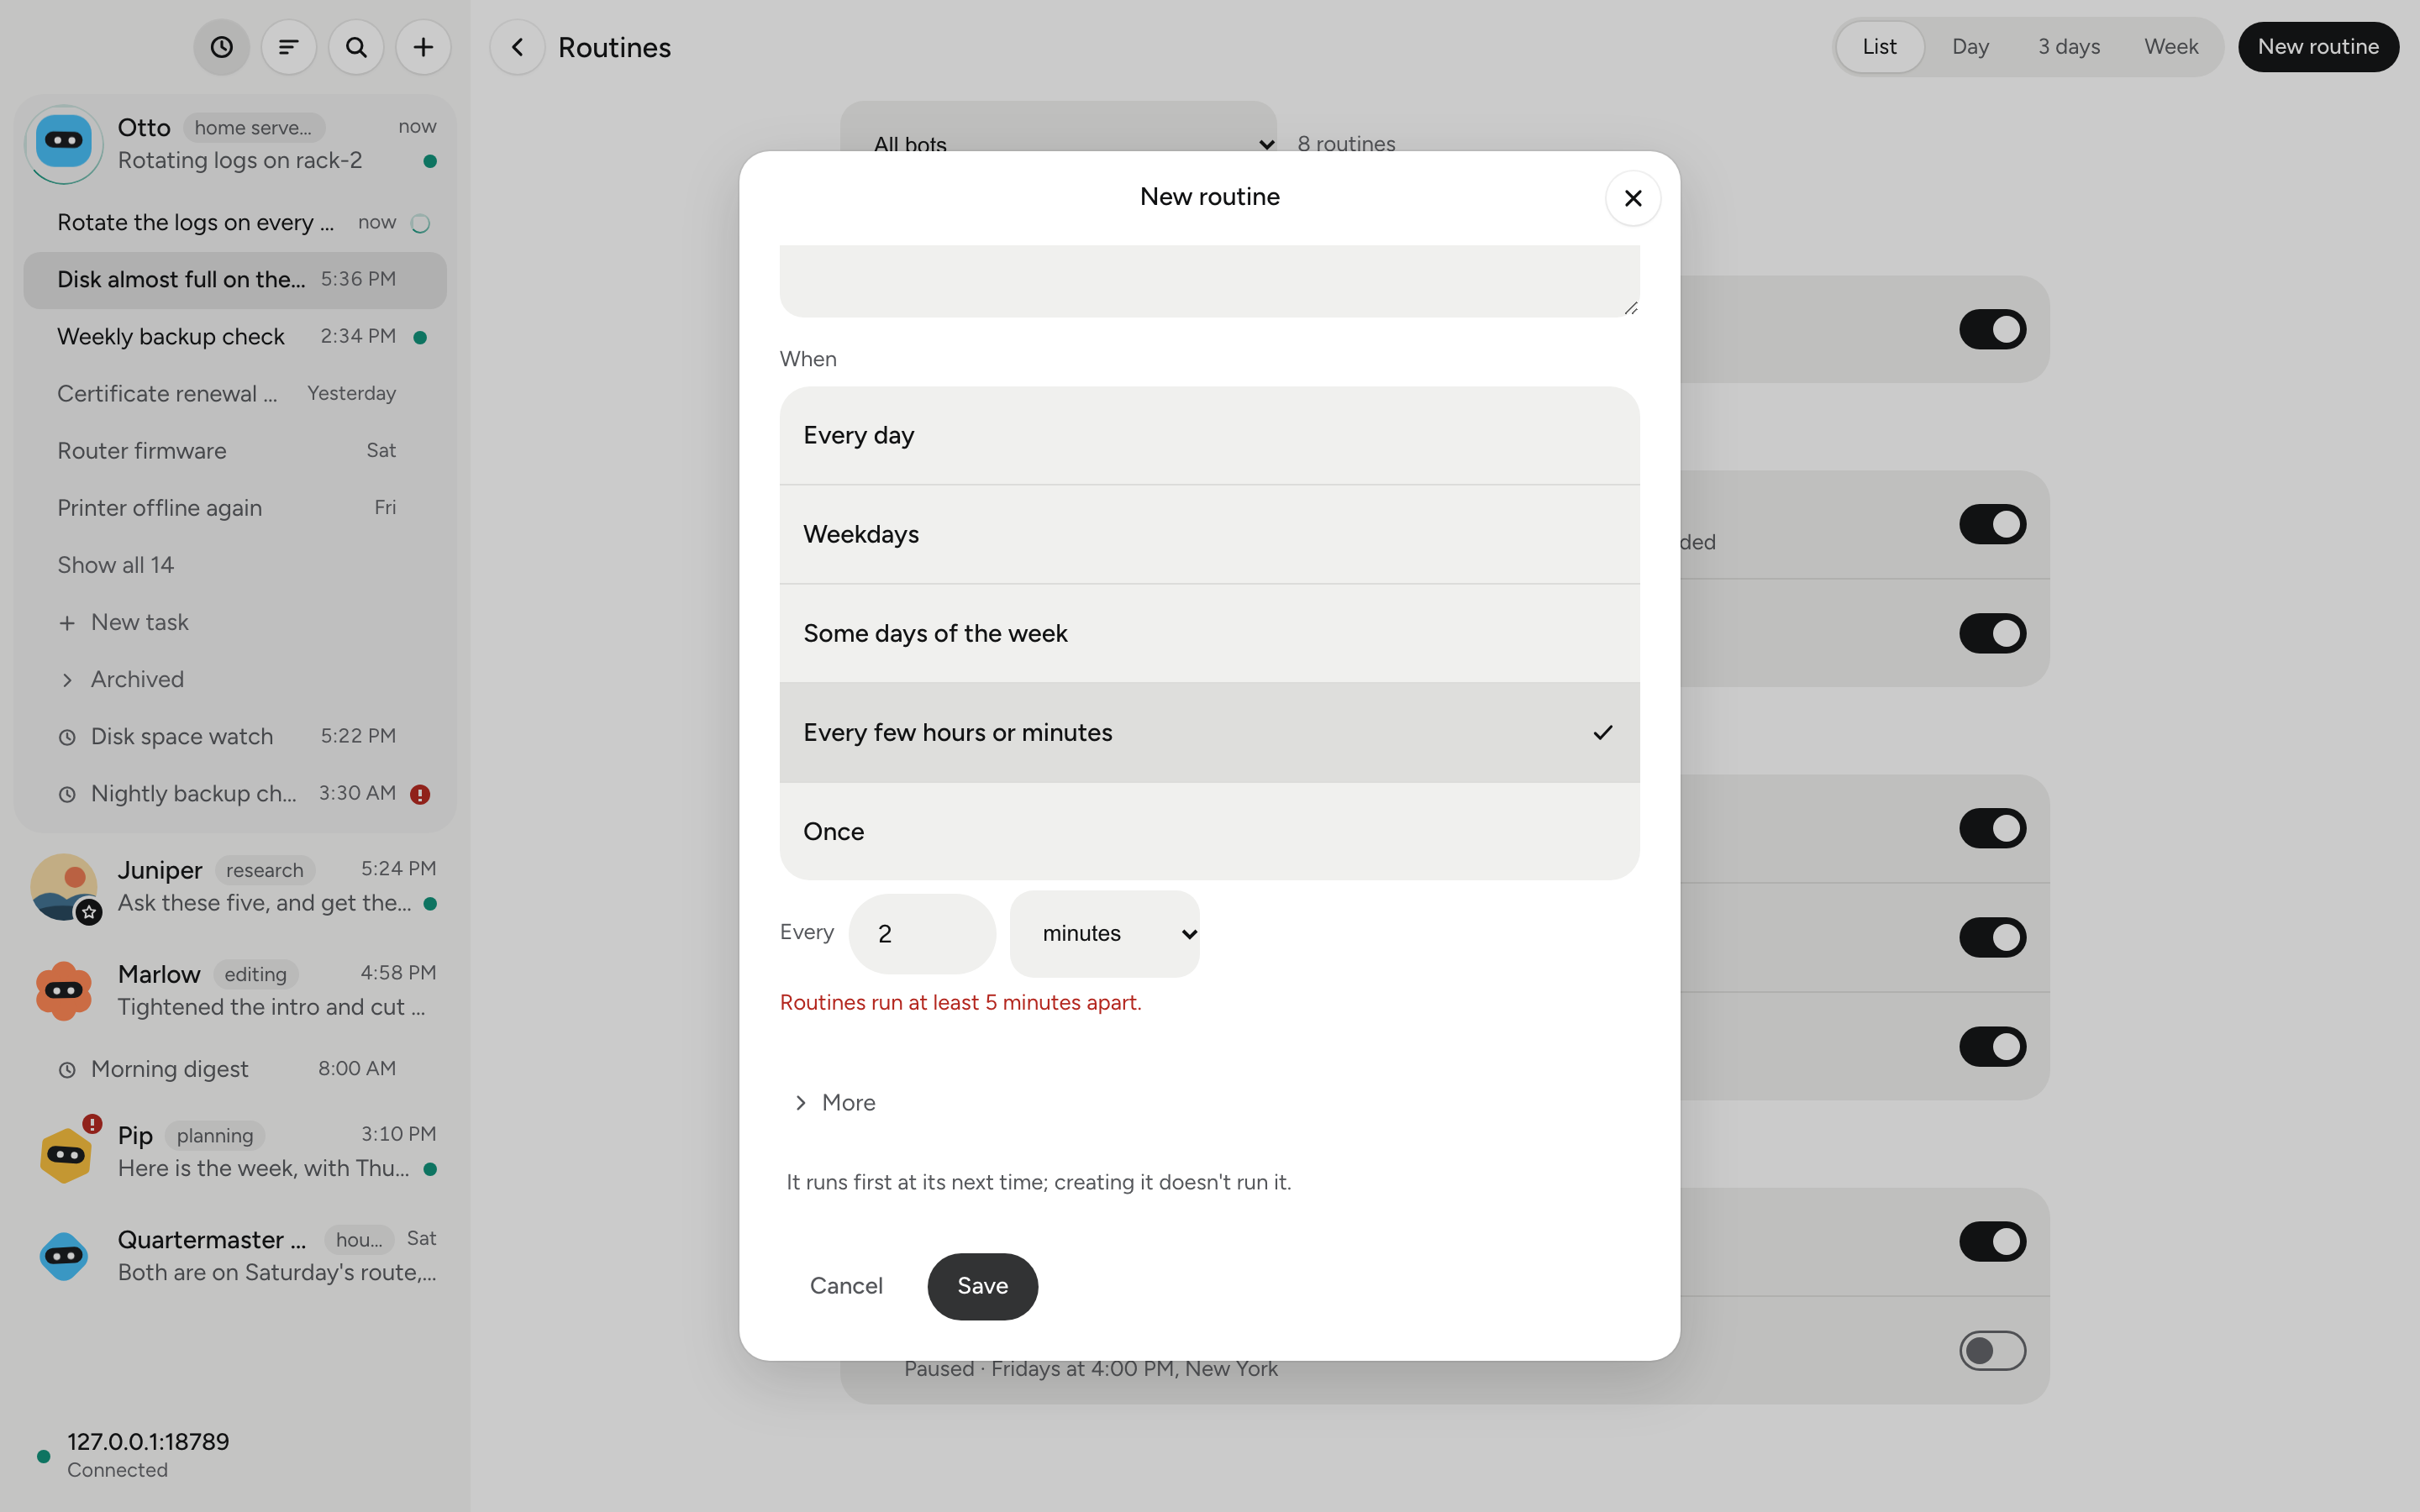 Otto
home serve...
now
Rotating logs on rack-2
Rotate the logs on every ...
now
Disk almost full on the...
5:36 PM
Weekly backup check
2:34 PM
Certificate renewal ...
Yesterday
Router firmware
Sat
Printer offline again
Fri
Show all 14
New task
Archived
Disk space watch
5:22 PM
Nightly backup ch...
3:30 AM
Juniper
research
5:24 PM
Ask these five, and get the...
Marlow
editing
4:58 PM
Tightened the intro and cut ...
Morning digest
8:00 AM
Pip
planning
3:10 PM
Here is the week, with Thu...
Quartermaster ...
hou...
Sat
Both are on Saturday's route,...
127.0.0.1:18789
Connected
Routines
List
Day
3 days
Week
New routine
All bots
8 routines
New routine
When
Every day
Weekdays
Some days of the week
Every few hours or minutes
Once
Every
2
minutes
Routines run at least 5 minutes apart.
More
It runs first at its next time; creating it doesn't run it.
Cancel
Save
ded
Paused · Fridays at 4:00 PM, New York